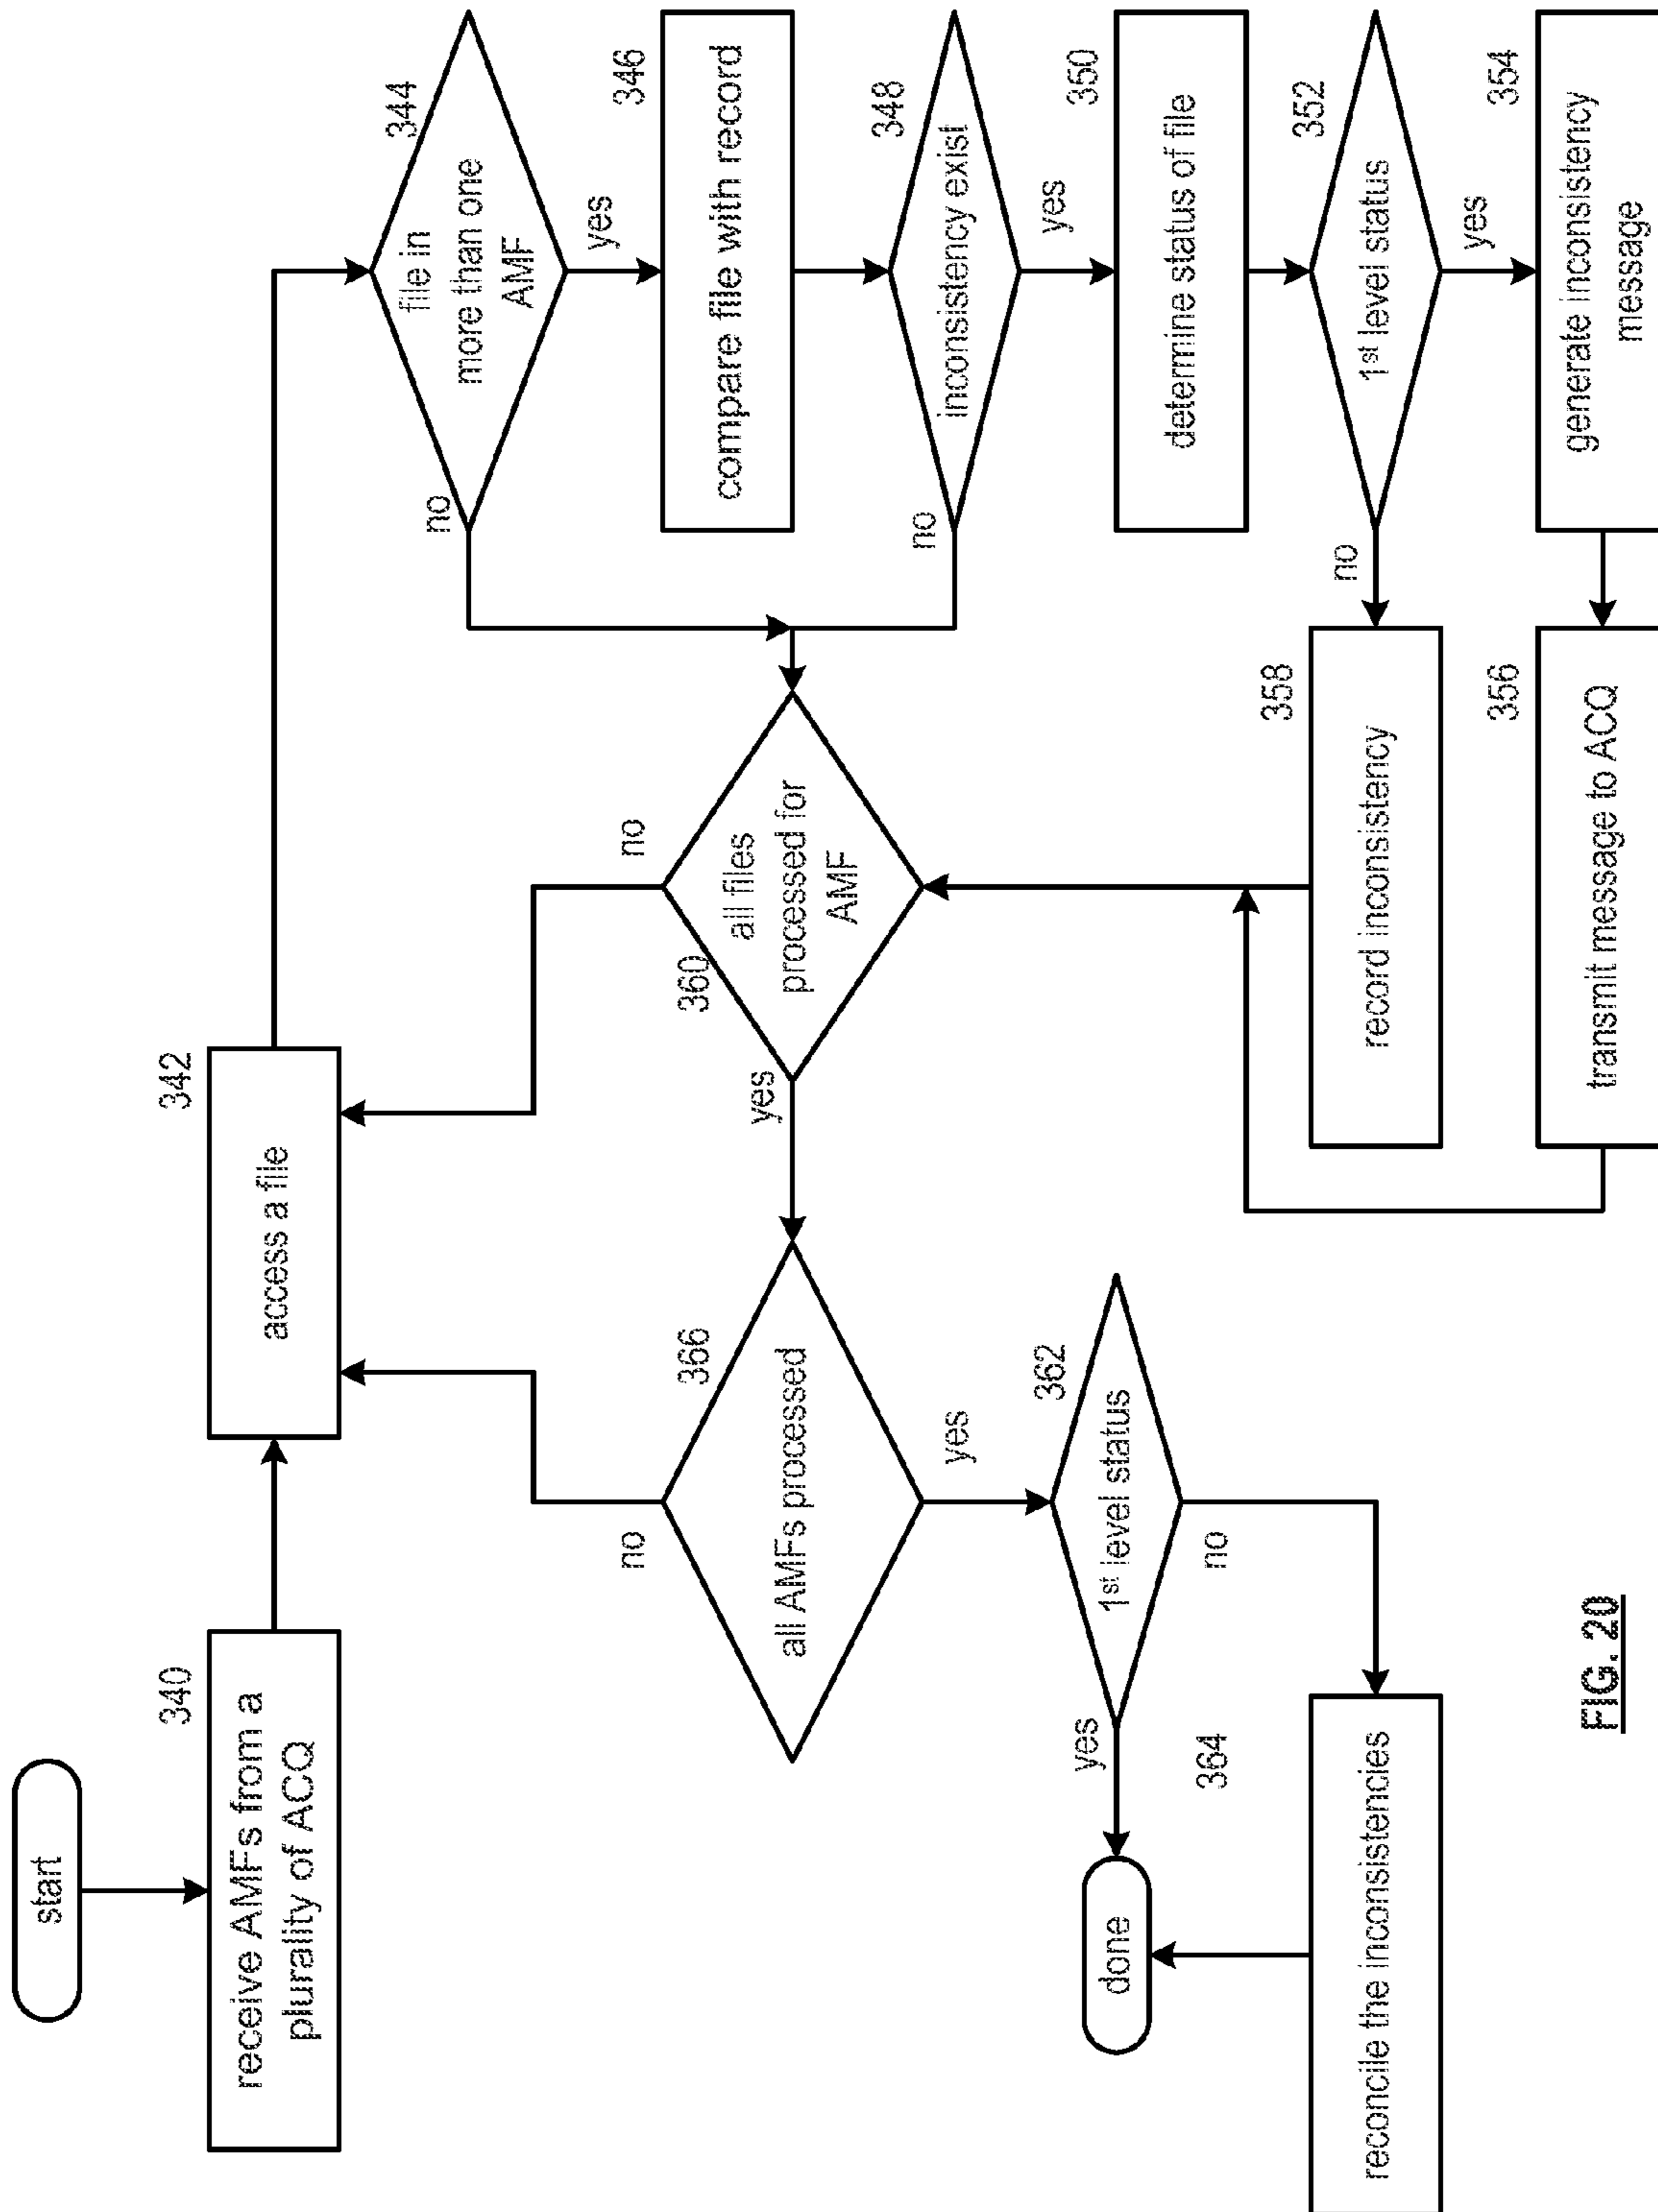 start
340
receive AMFs from a
plurality of ACQ
342
access a file
344
file in
more than one
AMF
no
yes
346
compare file with record
348
inconsistency exist
no
yes
350
determine status of file
352
1st level status
no
yes
354
generate inconsistency
message
356
transmit message to ACQ
358
record inconsistency
360
all files
processed for
AMF
no
yes
366
all AMFs processed
no
yes
362
1st level status
yes
no
364
reconcile the inconsistencies
done
FIG. 20